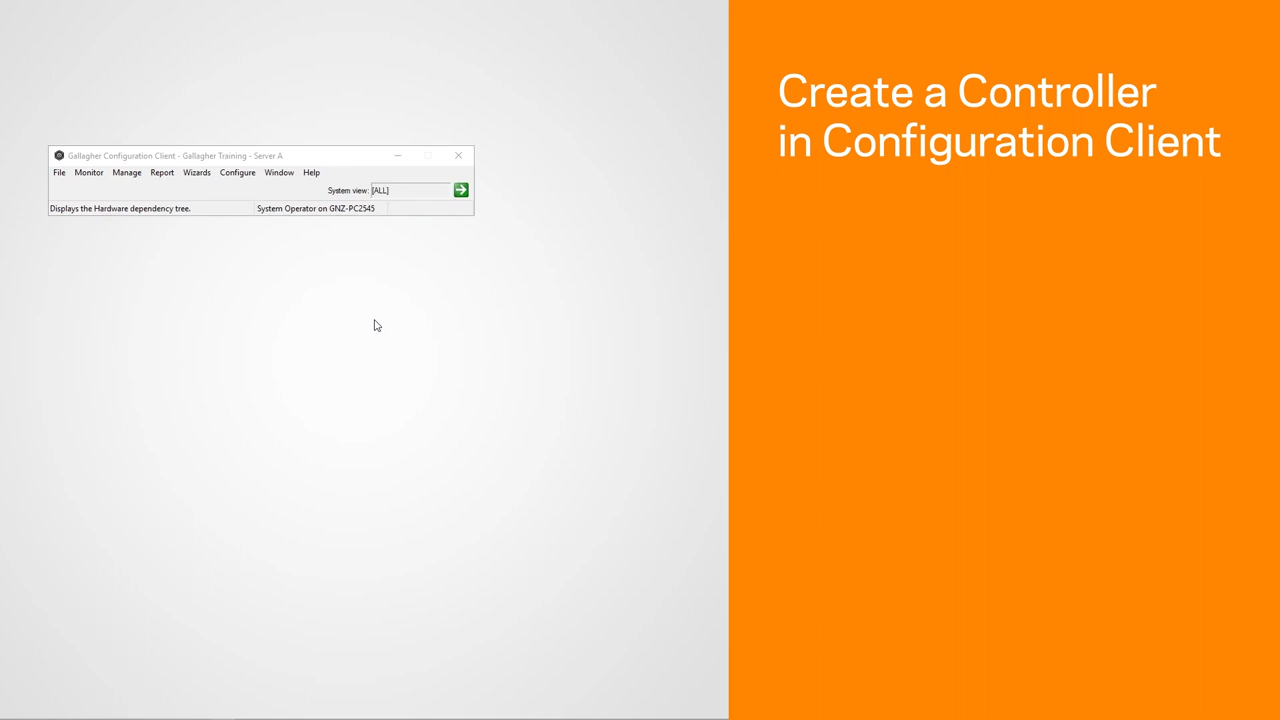 Create a Controller
in Configuration Client
Gallagher Configuration Client - Gallagher Training - Server A
File Monitor Manage Report Wizards Configure Window Help
System view: [ALL]
Displays the Hardware dependency tree. System Operator on GNZ-PC2545